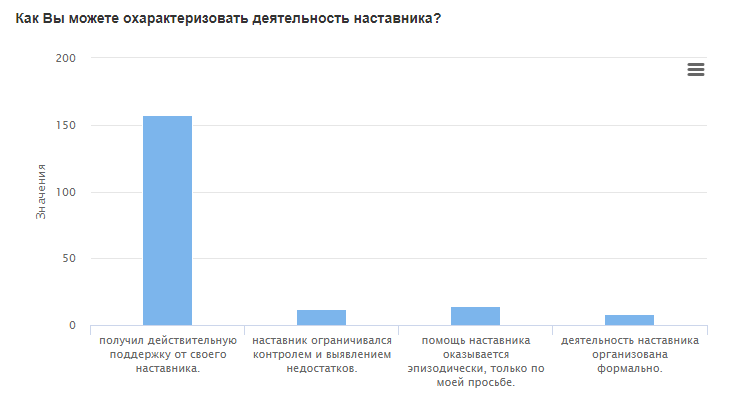 Как Вы можете охарактеризовать деятельность наставника?
200
150
100
50
0
Значения
получил действительную
поддержку от своего
наставника.
наставник ограничивался
контролем и выявлением
недостатков.
помощь наставника
оказывается
эпизодически, только по
моей просьбе.
деятельность наставника
организована
формально.